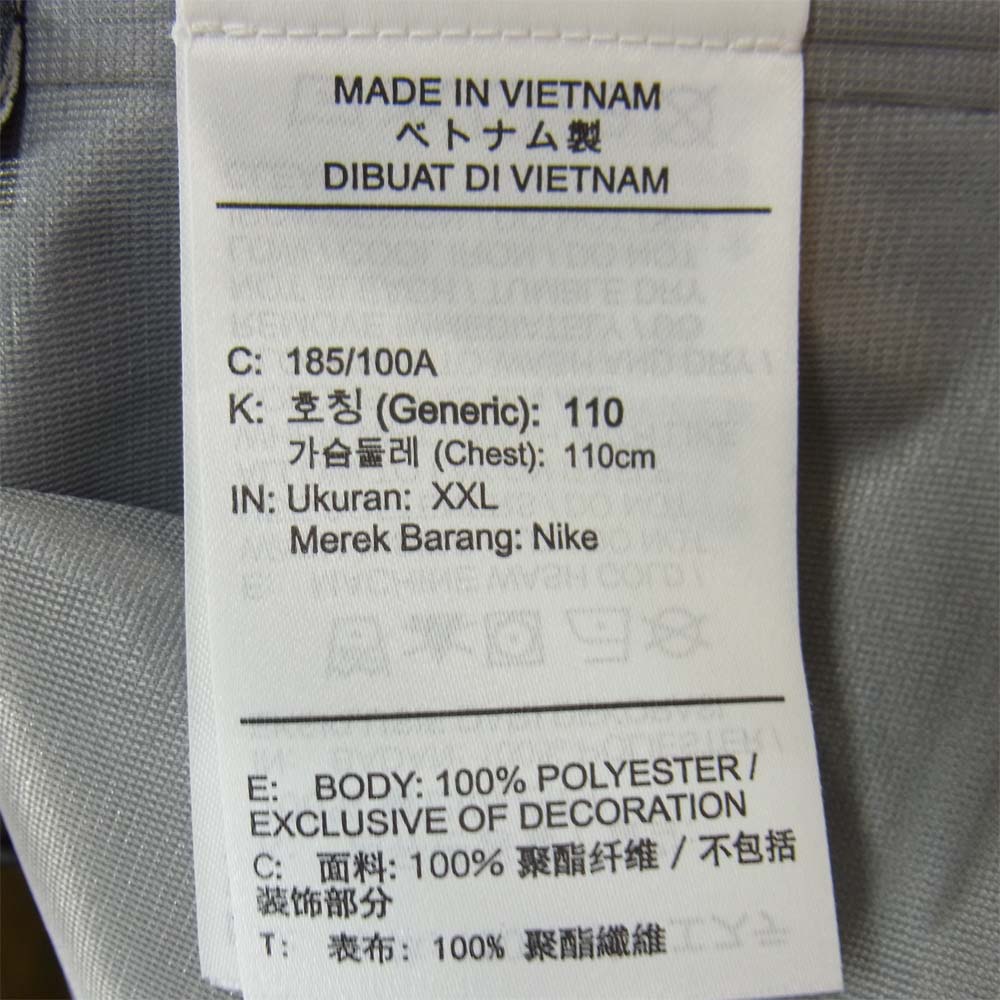 MADE IN VIETNAM
ベトナム製
DIBUAT DI VIETNAM
C: 185/100A
K: 호칭 (Generic): 110
가슴둘레 (Chest): 110cm
IN: Ukuran: XXL
Merek Barang: Nike
E: BODY: 100% POLYESTER /
EXCLUSIVE OF DECORATION
C: 面料: 100% 聚酯纤维 / 不包括
装饰部分
T: 表布: 100% 聚酯纖維